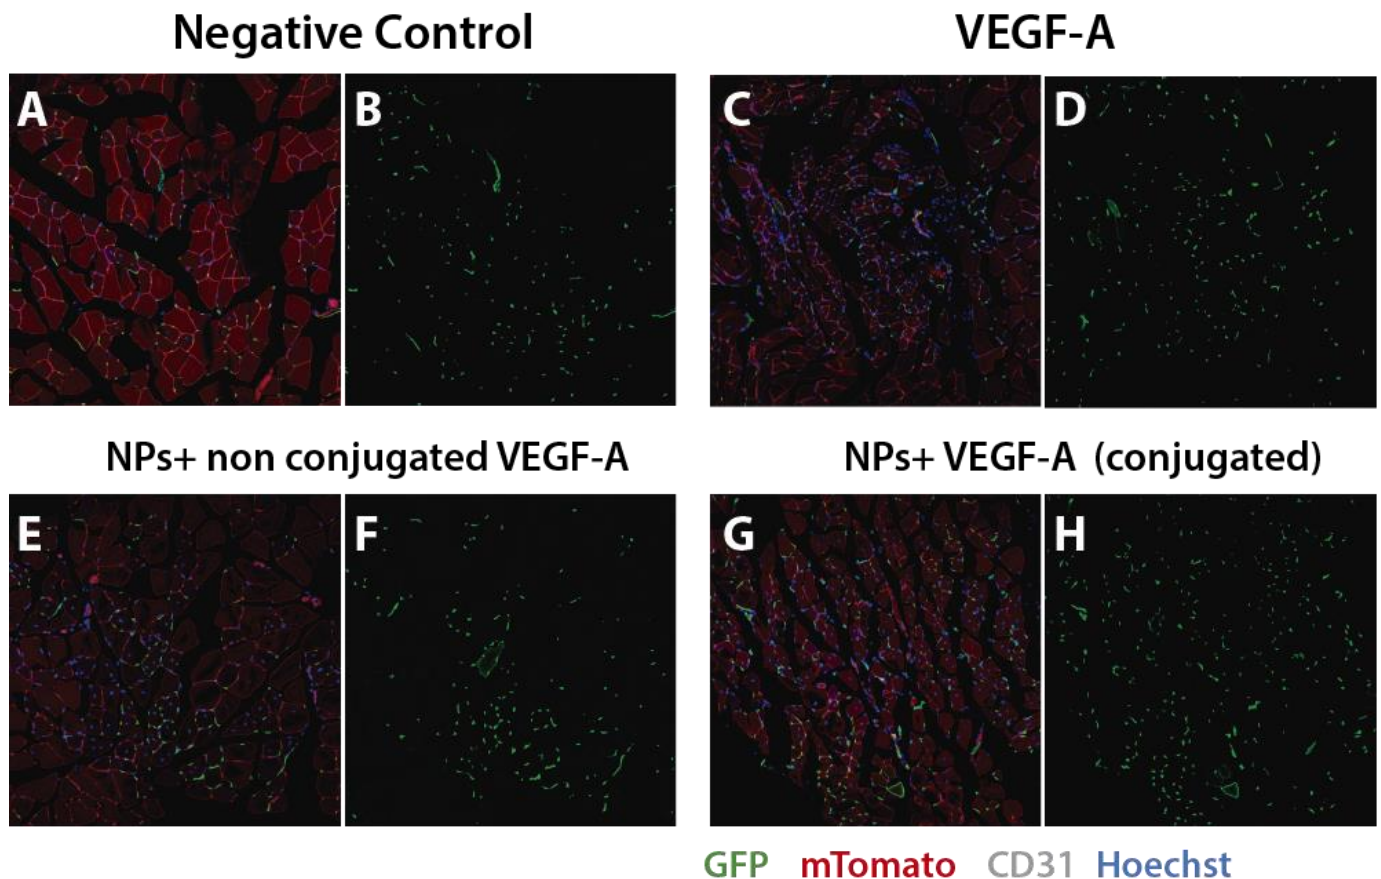 Negative Control
VEGF-A
A
B
C
D
NPs+ non conjugated VEGF-A
NPs+ VEGF-A (conjugated)
E
F
G
H
GFP mTomato CD31 Hoechst